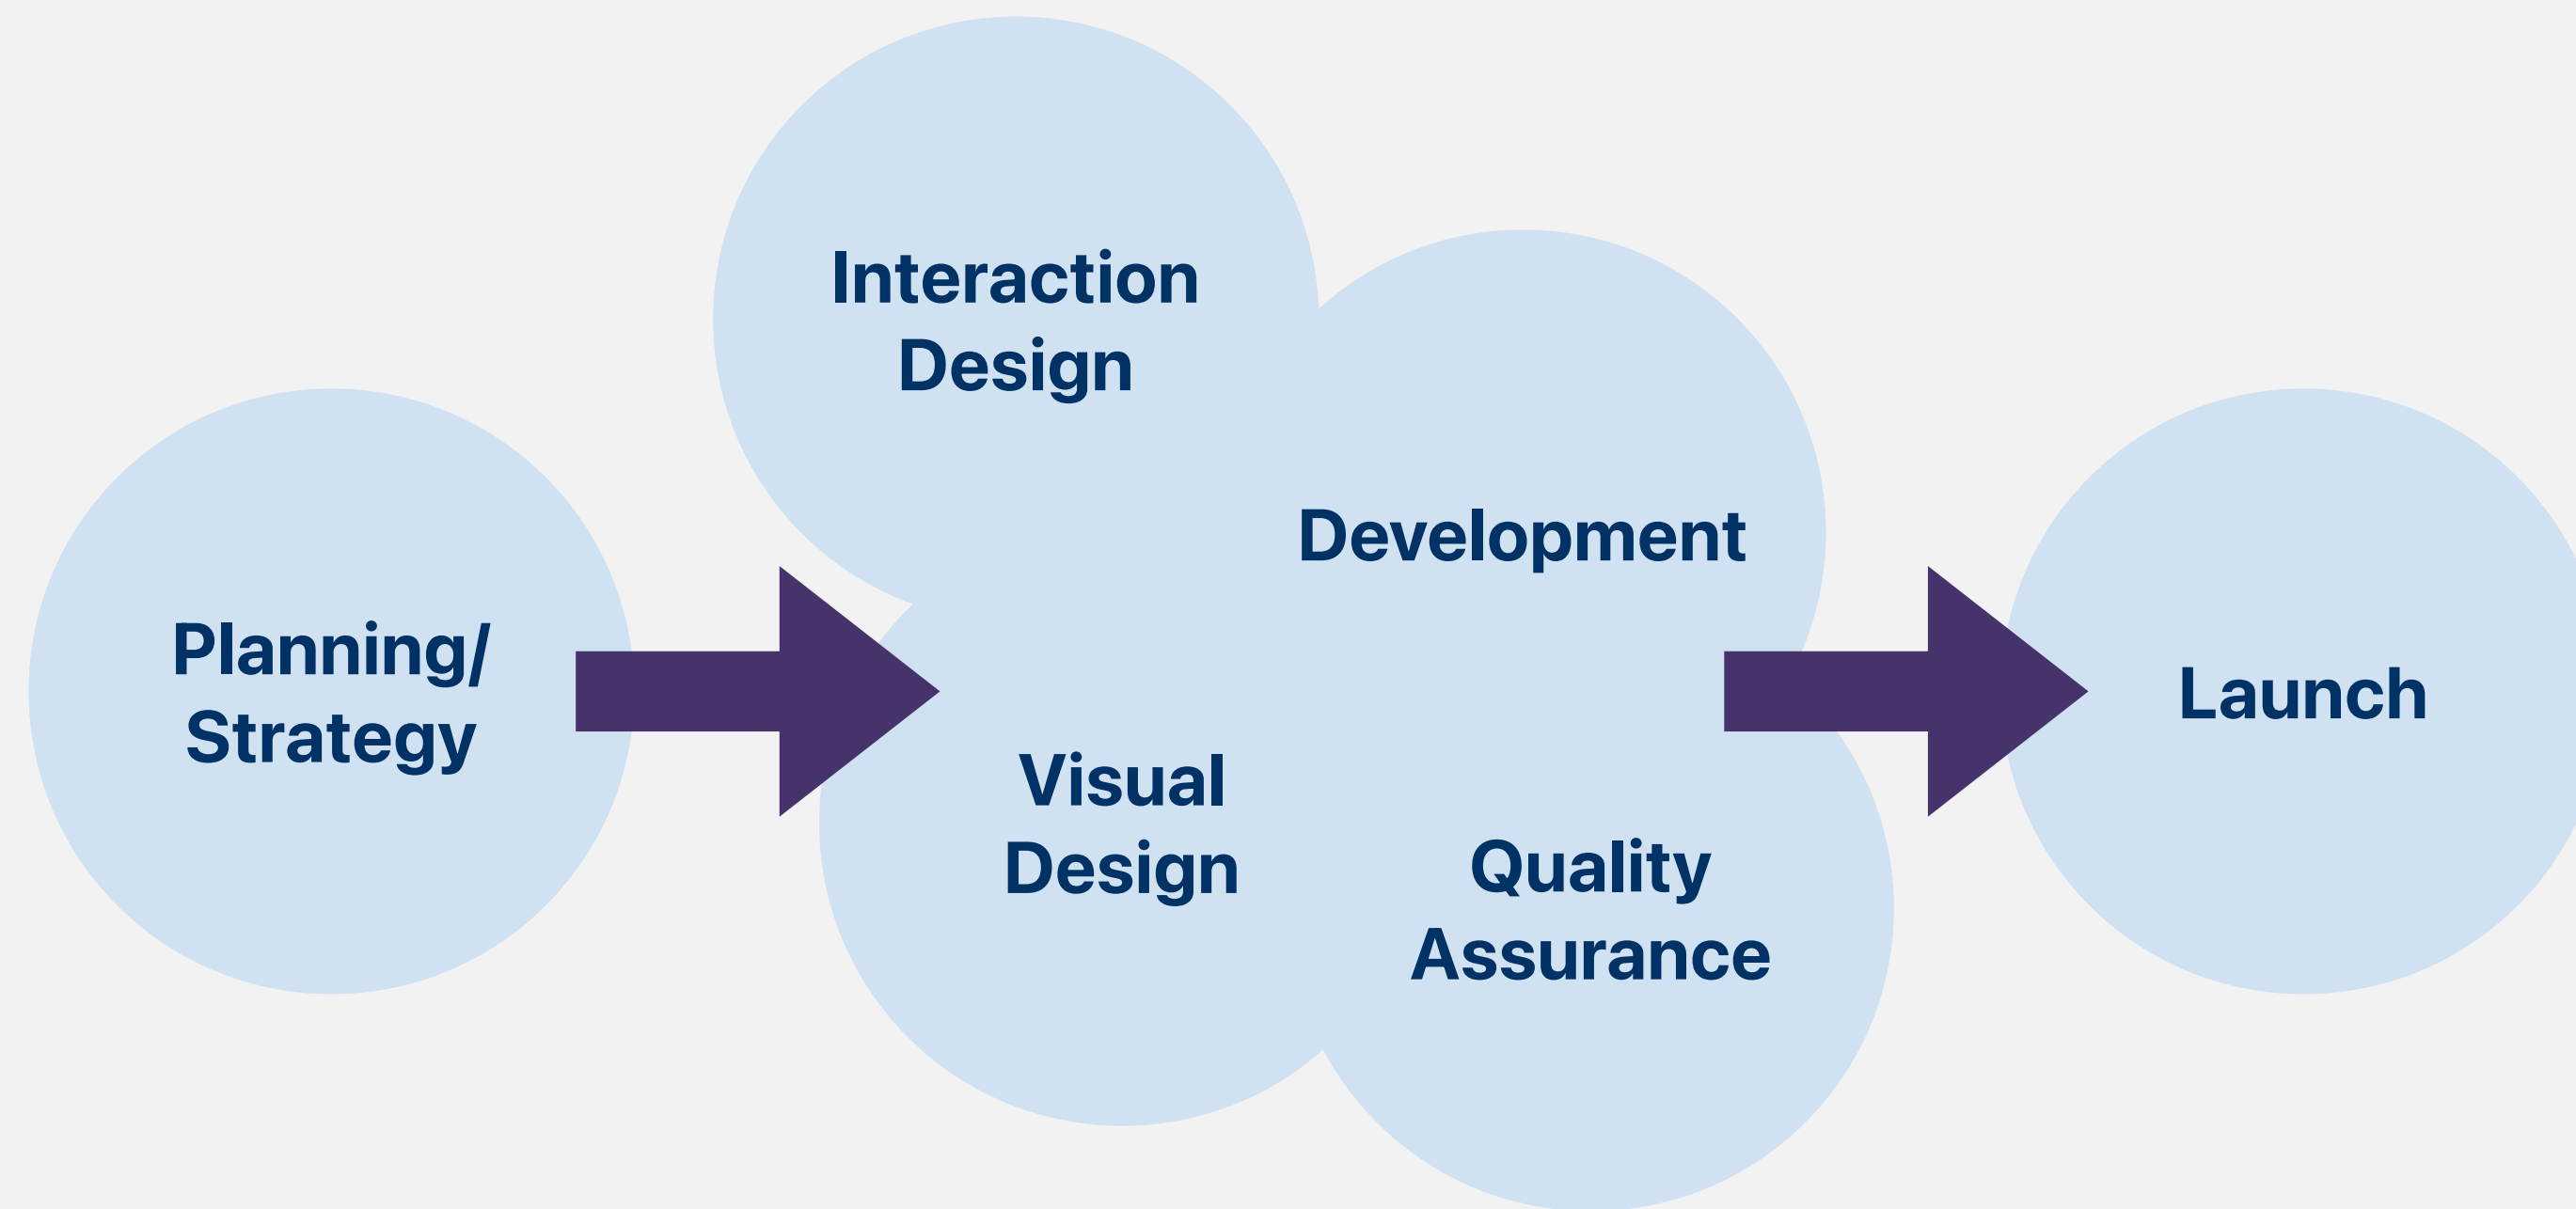 Planning/
Strategy
Interaction
Design
Visual
Design
Development
Quality
Assurance
Launch